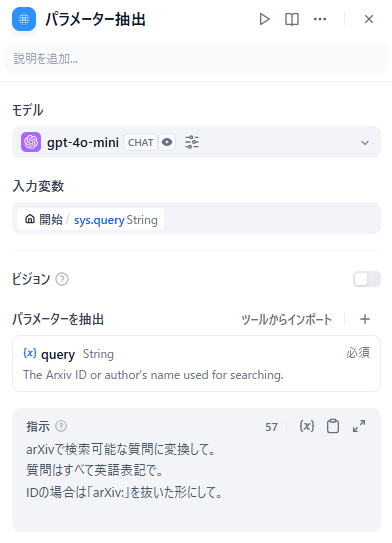 パラメーター抽出
説明を追加...
モデル
gpt-4o-mini CHAT
入力変数
開始 / sys.query String
ビジョン
パラメーターを抽出 ツールからインポート
{x} query String 必須
The Arxiv ID or author's name used for searching.
指示 57 {x}
arXivで検索可能な質問に変換して。
質問はすべて英語表記で。
IDの場合は「arXiv:」を抜いた形にして。